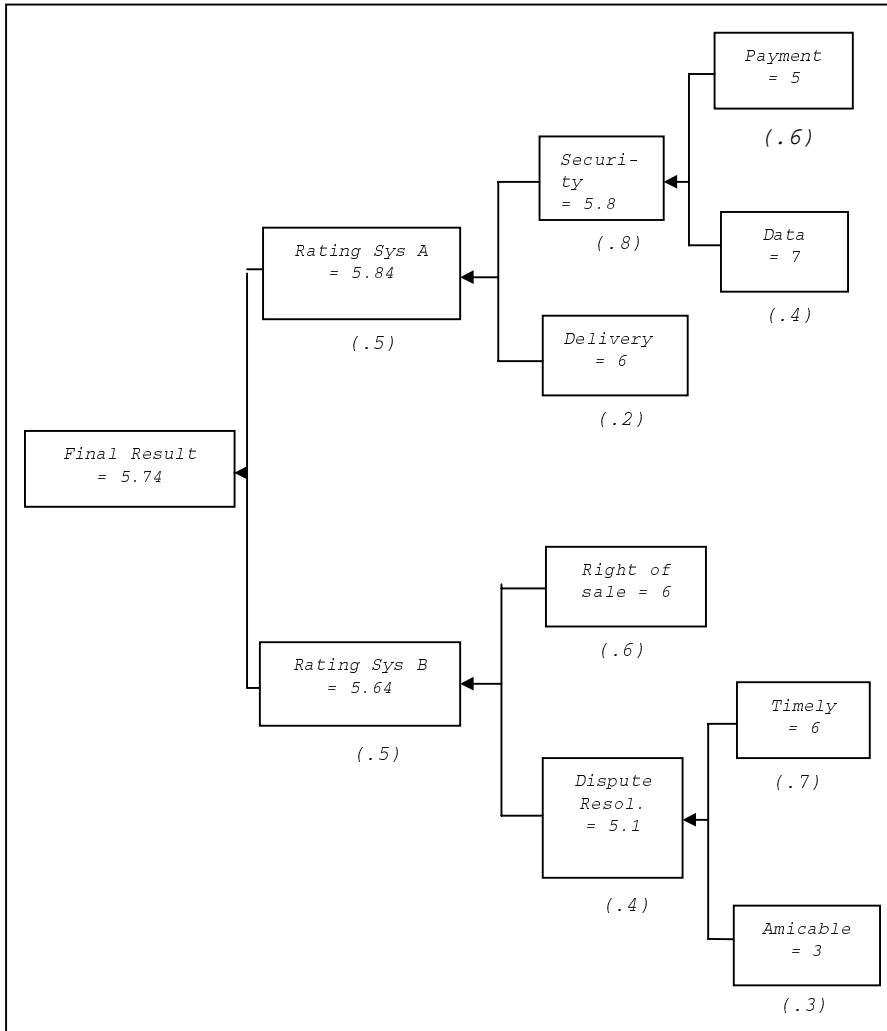 Payment
= 5
(.6)
Securi-
ty
= 5.8
(.8)
Data
= 7
(.4)
Rating Sys A
= 5.84
(.5)
Delivery
= 6
(.2)
Final Result
= 5.74
Right of
sale = 6
(.6)
Rating Sys B
= 5.64
(.5)
Timely
= 6
(.7)
Dispute
Resol.
= 5.1
(.4)
Amicable
= 3
(.3)